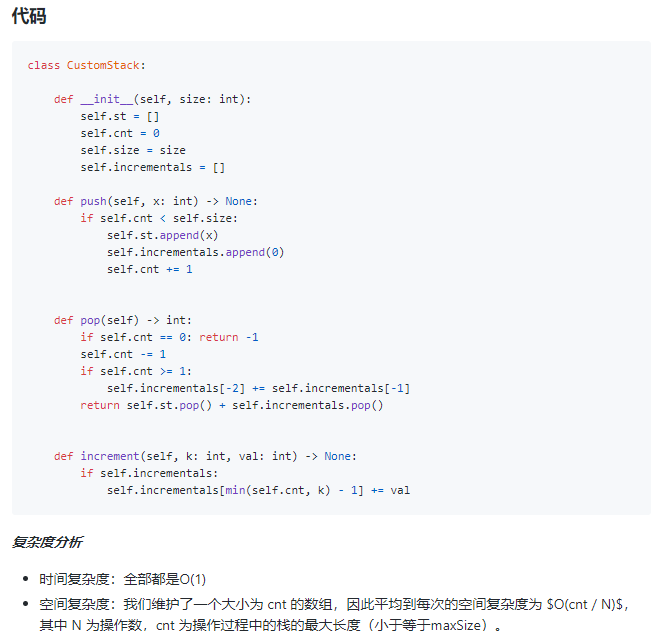 代码
class CustomStack:
def __init__(self, size: int):
self.st = []
self.cnt = 0
self.size = size
self.incrementals = []
def push(self, x: int) -> None:
if self.cnt < self.size:
self.st.append(x)
self.incrementals.append(0)
self.cnt += 1
def pop(self) -> int:
if self.cnt == 0: return -1
self.cnt -= 1
if self.cnt >= 1:
self.incrementals[-2] += self.incrementals[-1]
return self.st.pop() + self.incrementals.pop()
def increment(self, k: int, val: int) -> None:
if self.incrementals:
self.incrementals[min(self.cnt, k) - 1] += val
复杂度分析
• 时间复杂度：全部都是O(1)
• 空间复杂度：我们维护了一个大小为 cnt 的数组，因此平均到每次的空间复杂度为 $O(cnt / N)$，
其中 N 为操作数，cnt 为操作过程中的栈的最大长度（小于等于maxSize）。